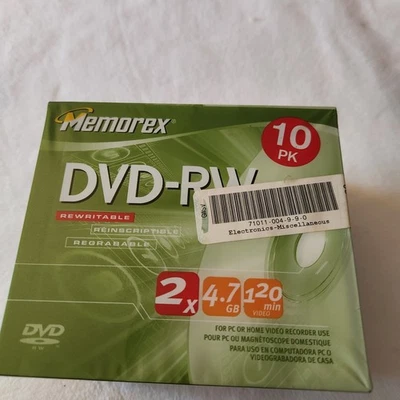 Memorex
10
PK
DVD-RW
REWRITABLE
RÉINSCRIPTIBLE
REGRABABLE
71011-004-9-9-0
Electronics-Miscellaneous
2x
4.7
GB
120
min
VIDEO
DVD
RW
FOR PC OR HOME VIDEO RECORDER USE
POUR PC OU MAGNÉTOSCOPE DOMESTIQUE
PARA USO EN COMPUTADORA PC O
VIDEOGRABADORA DE CASA